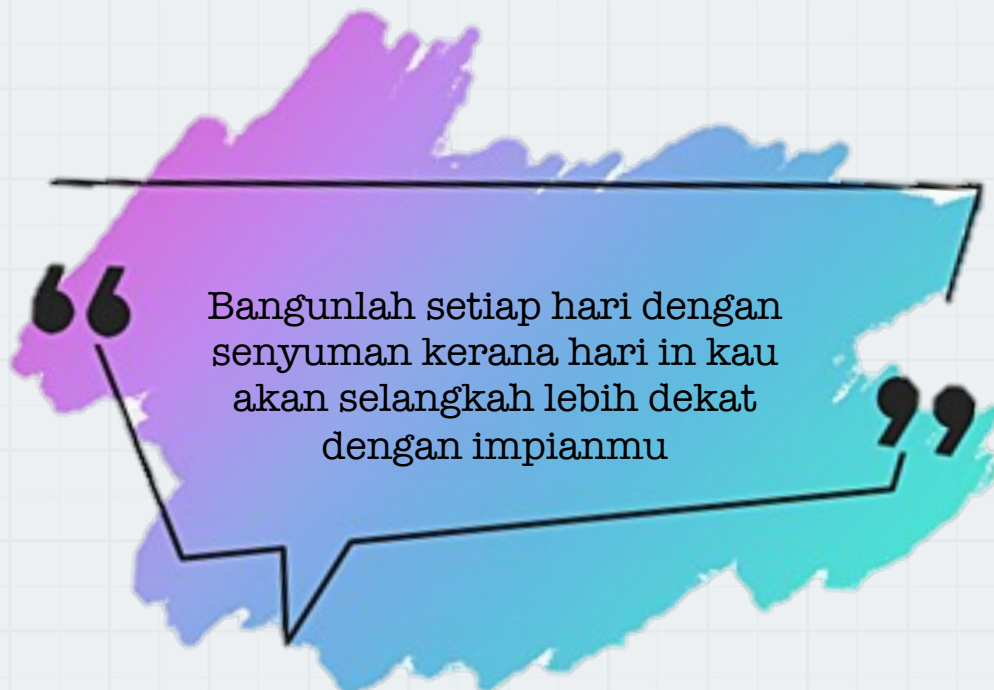 Bangunlah setiap hari dengan
senyuman kerana hari in kau
akan selangkah lebih dekat
dengan impianmu